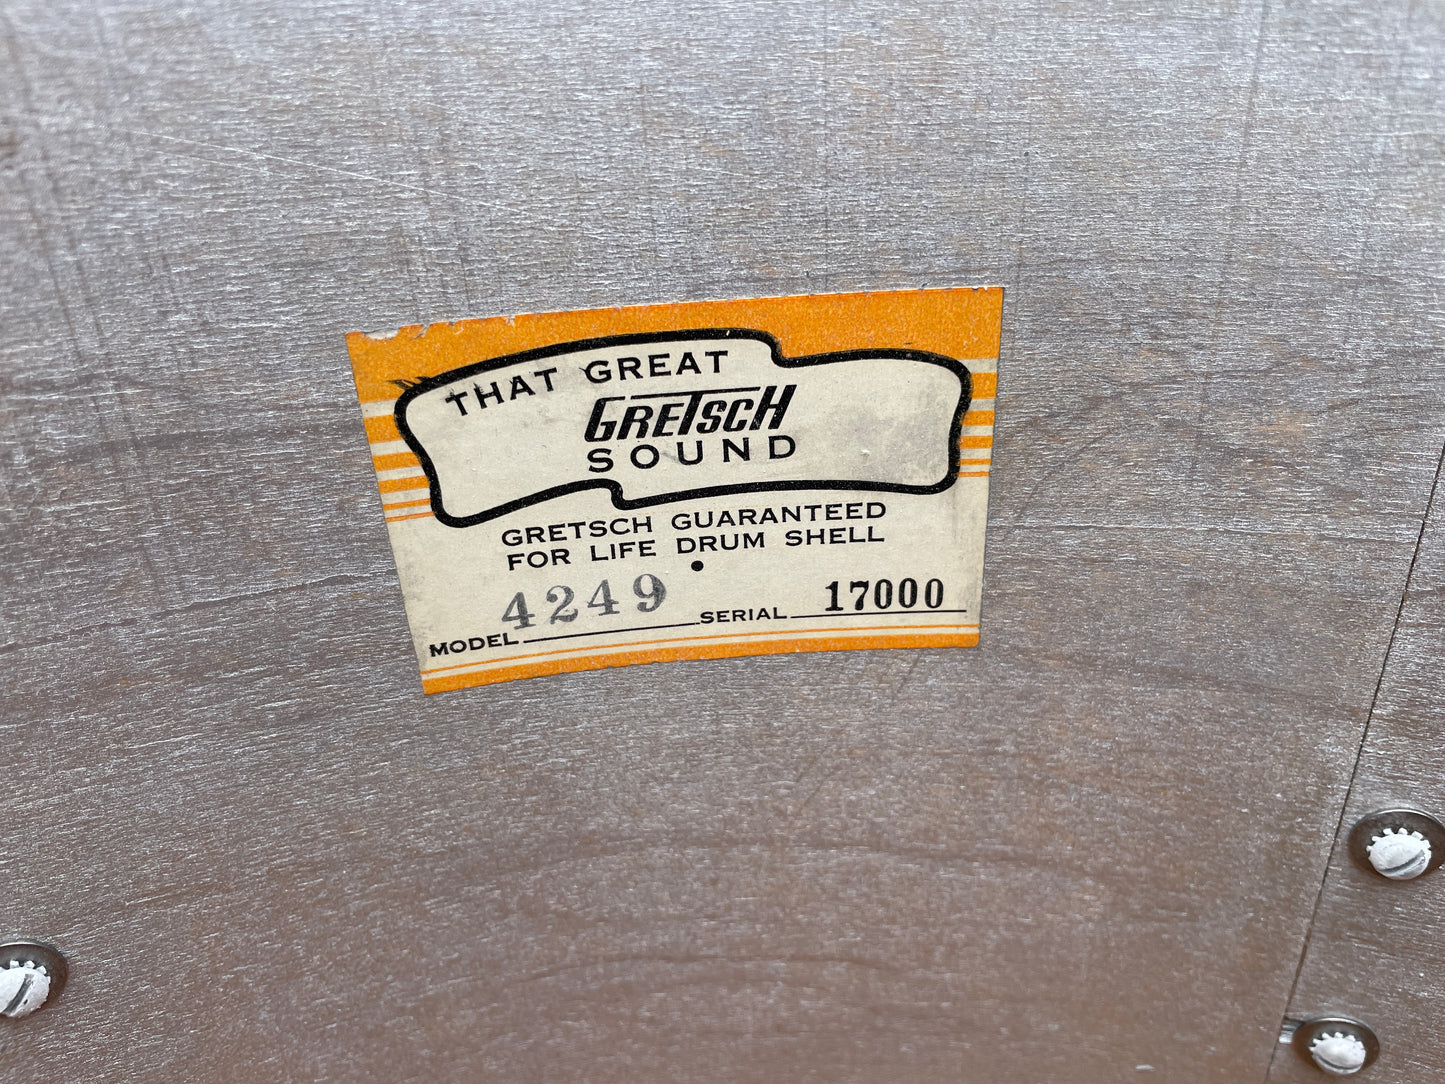 THAT GREAT
GRETSCH
SOUND
GRETSCH GUARANTEED
FOR LIFE DRUM SHELL
MODEL 4249 SERIAL 17000